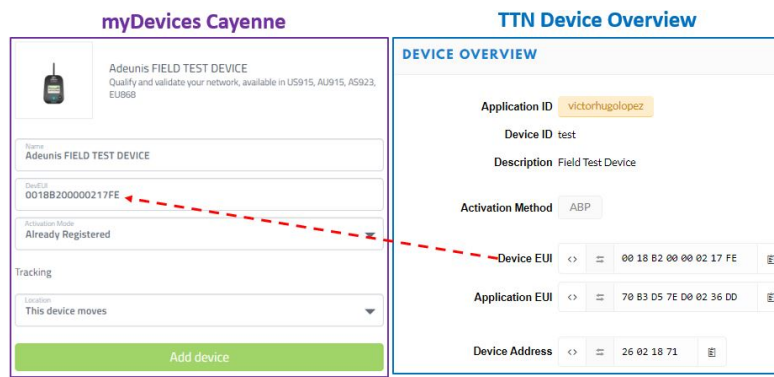 myDevices Cayenne
Adeunis FIELD TEST DEVICE
Qualify and validate your network, available in US915, AU915, AS923,
EU868
Name
Adeunis FIELD TEST DEVICE
DevEUI
0018B200000217FE
Activation Mode
Already Registered
Tracking
Location
This device moves
Add device
TTN Device Overview
DEVICE OVERVIEW
Application ID victorhugolopez
Device ID test
Description Field Test Device
Activation Method ABP
Device EUI <> 00 18 B2 00 00 02 17 FE
Application EUI <> 70 B3 D5 7E D0 02 36 DD
Device Address <> 26 02 18 71